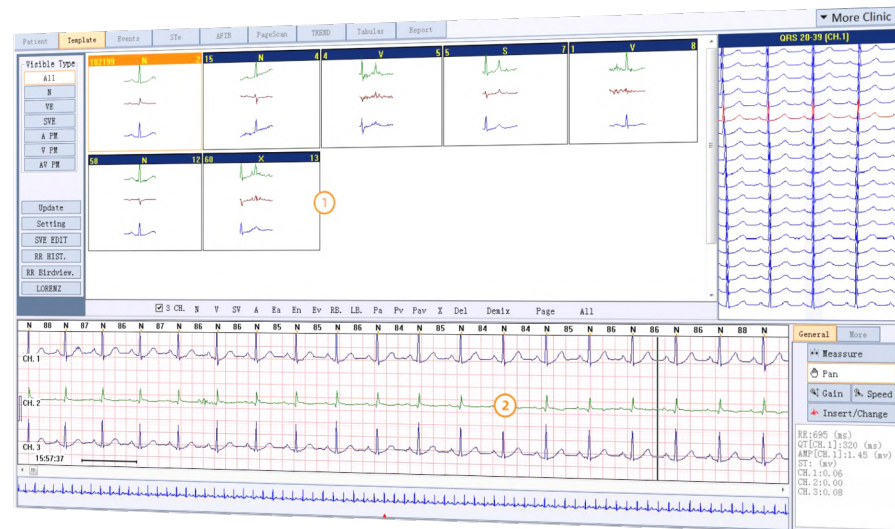 ▼ More Clinic
Patient Template Events STe AFIB PageScan TREND Tabular Report
QRS 20-39 [CH.1]
Visible Type
All
N
VE
SVE
A PM
V PM
AV PM
Update
Setting
SVE EDIT
RR HIST.
RR Birdview.
LORENZ
102199 N 2
15 N 4
4 V 5
5 S 7
1 V 8
58 N 12
60 X 13
1
3 CH. N V SV A Ea En Ev RB. LB. Pa Pv Pav X Del Demix Page All
N 88 N 87 N 86 N 87 N 86 N 86 N 85 N 86 N 85 N 84 N 85 N 84 N 84 N 85 N 86 N 86 N 86 N 88 N
CH. 1
CH. 2
2
CH. 3
15:57:37
General More
Measure
Pan
Gain Speed
Insert/Change
RR:695 (ms)
QT[CH.1]:320 (ms)
AMP[CH.1]:1.45 (mv)
ST: (mv)
CH.1:0.06
CH.2:0.00
CH.3:0.08